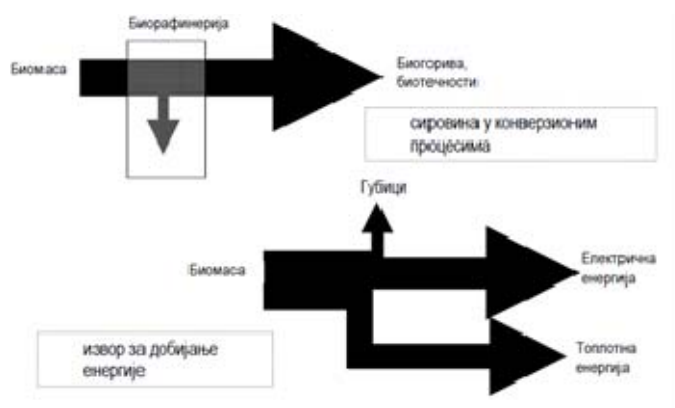 Биорафинерија
Биомаса
Биогорива,
биотечности
сировина у конверзионим
процесима
Губици
Биомаса
Електрична
енергија
извор за добијање
енергије
Топлотна
енергија